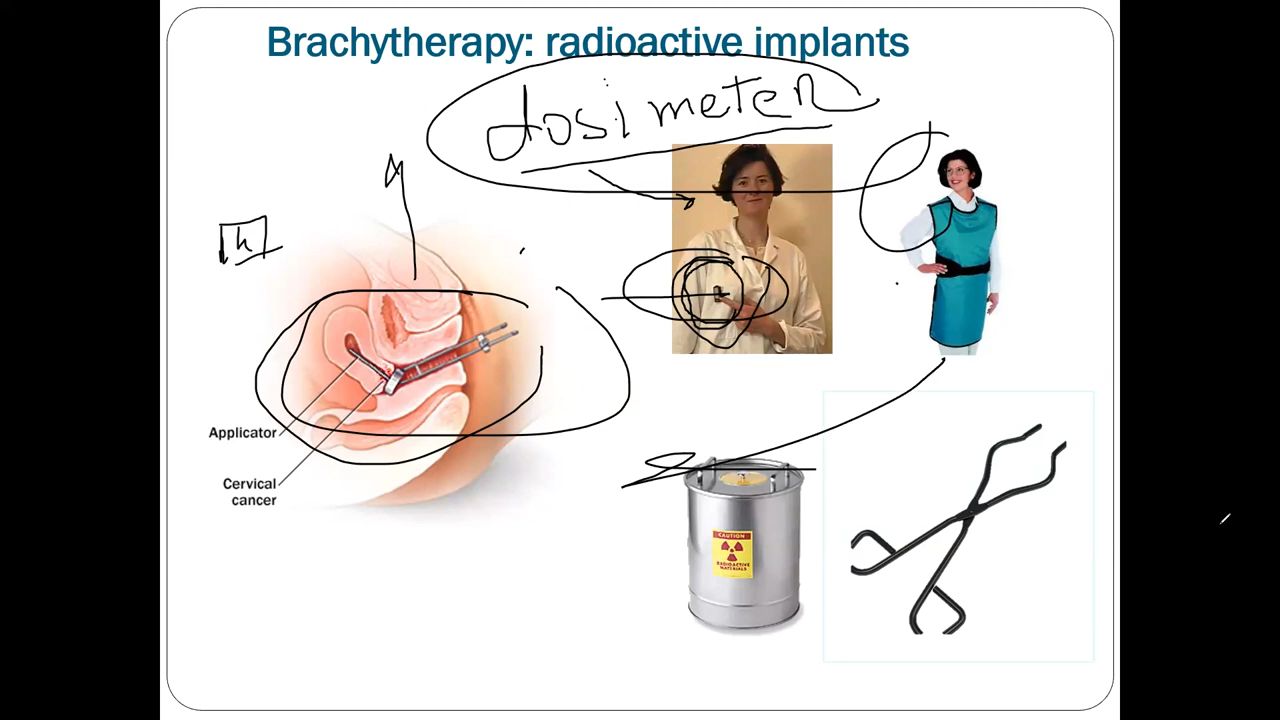 Brachytherapy: radioactive implants
dosimeter
Applicator
Cervical
cancer
CAUTION
RADIOACTIVE
MATERIALS